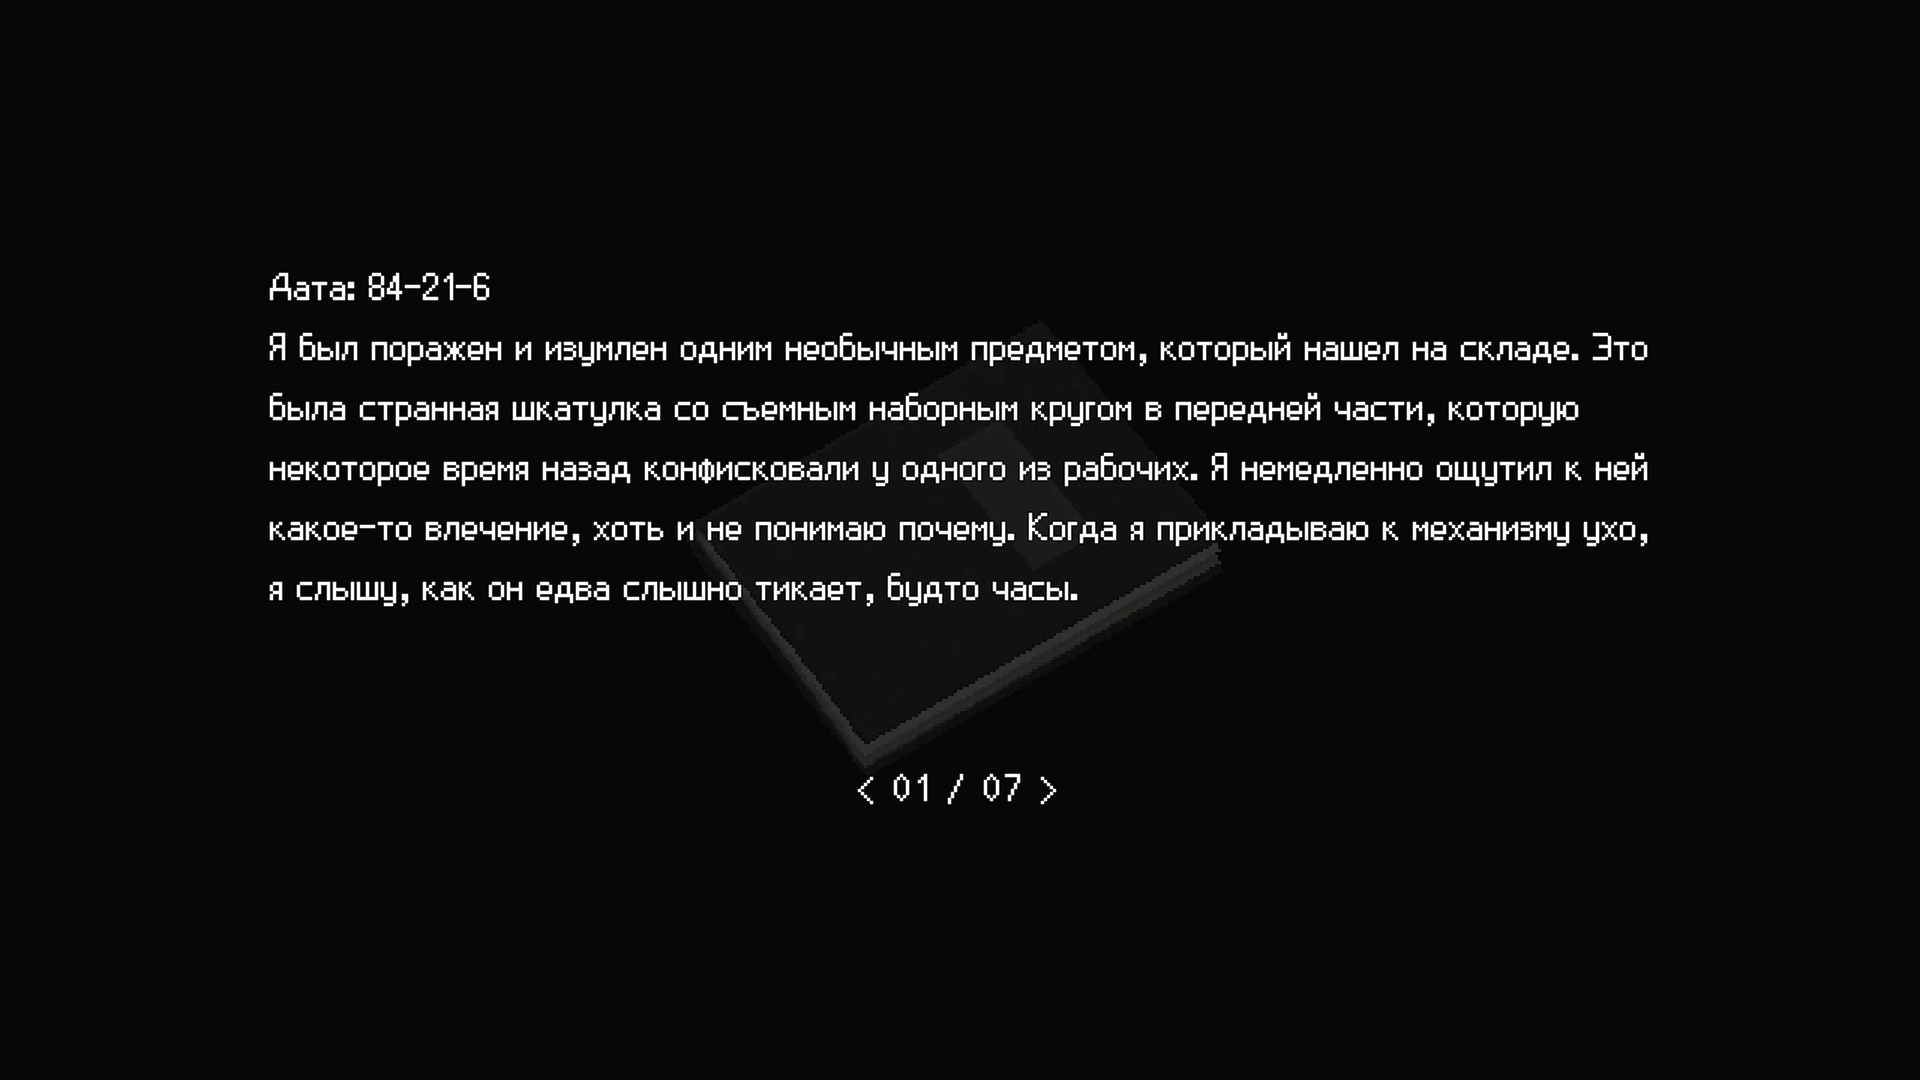 Дата: 84-21-6
Я был поражен и изумлен одним необычным предметом, который нашел на складе. Это
была странная шкатулка со съемным наборным кругом в передней части, которую
некоторое время назад конфисковали у одного из рабочих. Я немедленно ощутил к ней
какое-то влечение, хоть и не понимаю почему. Когда я прикладываю к механизму ухо,
я слышу, как он едва слышно тикает, будто часы.
< 01 / 07 >